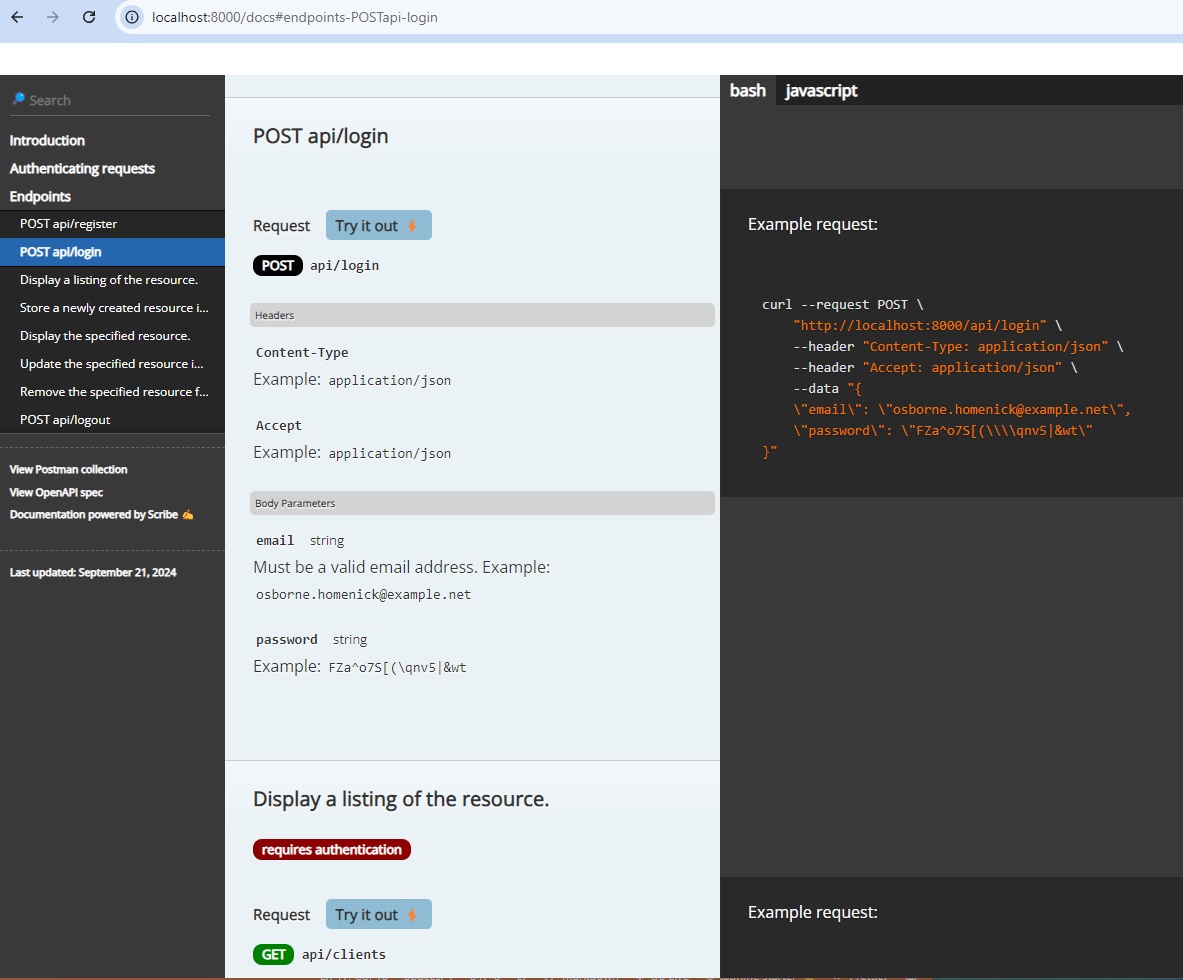 localhost:8000/docs#endpoints-POSTapi-login
Search
Introduction
Authenticating requests
Endpoints
POST api/register
POST api/login
Display a listing of the resource.
Store a newly created resource i...
Display the specified resource.
Update the specified resource i...
Remove the specified resource f...
POST api/logout
View Postman collection
View OpenAPI spec
Documentation powered by Scribe ✍
Last updated: September 21, 2024
POST api/login
Request Try it out ⚡
POST api/login
Headers
Content-Type
Example: application/json
Accept
Example: application/json
Body Parameters
email string
Must be a valid email address. Example:
osborne.homenick@example.net
password string
Example: FZa^o7S[(\qnv5|&wt
Display a listing of the resource.
requires authentication
Request Try it out ⚡
GET api/clients
bash javascript
Example request:
curl --request POST \
"http://localhost:8000/api/login" \
--header "Content-Type: application/json" \
--header "Accept: application/json" \
--data "{
\"email\": \"osborne.homenick@example.net\",
\"password\": \"FZa^o7S[(\\\\qnv5|&wt\"
}"
Example request: